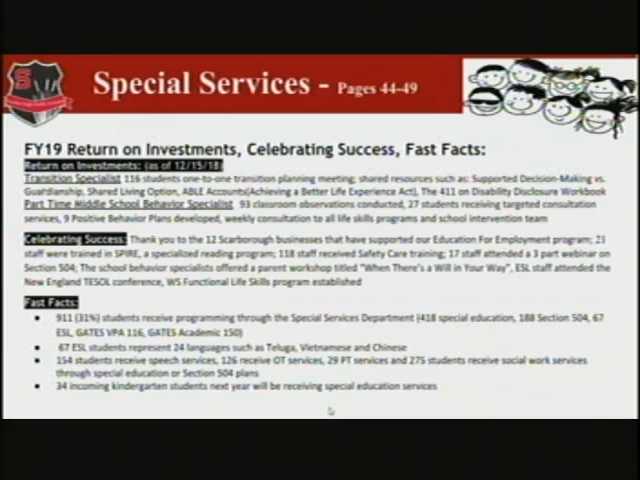 S
Special Services - Pages 44-49
FY19 Return on Investments, Celebrating Success, Fast Facts:
Return on Investments: (as of 12/15/18)
Transition Specialist 116 students one-to-one transition planning meeting; shared resources such as: Supported Decision-Making vs.
Guardianship, Shared Living Option, ABLE Accounts(Achieving a Better Life Experience Act), The 411 on Disability Disclosure Workbook
Part Time Middle School Behavior Specialist 93 classroom observations conducted, 27 students receiving targeted consultation
services, 9 Positive Behavior Plans developed, weekly consultation to all life skills programs and school intervention team
Celebrating Success: Thank you to the 12 Scarborough businesses that have supported our Education For Employment program; 21
staff were trained in SPIRE, a specialized reading program; 118 staff received Safety Care training; 17 staff attended a 3 part webinar on
Section 504; The school behavior specialists offered a parent workshop titled "When There's a Will in Your Way", ESL staff attended the
New England TESOL conference, WS Functional Life Skills program established
Fast Facts:
• 911 (31%) students receive programming through the Special Services Department (418 special education, 188 Section 504, 67
ESL, GATES VPA 116, GATES Academic 150)
• 67 ESL students represent 24 languages such as Teluga, Vietnamese and Chinese
• 154 students receive speech services, 126 receive OT services, 29 PT services and 275 students receive social work services
through special education or Section 504 plans
• 34 incoming kindergarten students next year will be receiving special education services